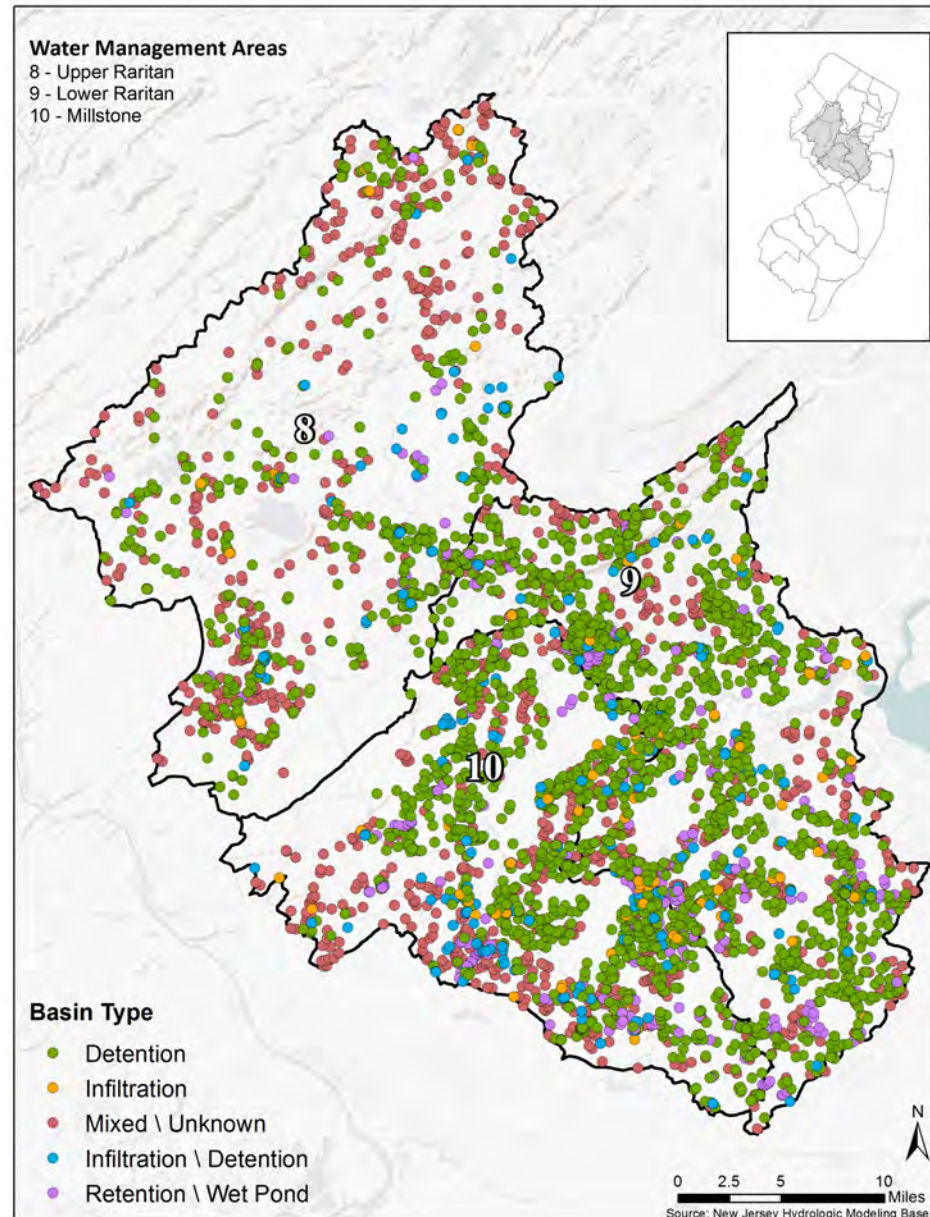 Water Management Areas
8 - Upper Raritan
9 - Lower Raritan
10 - Millstone
8
9
10
Basin Type
Detention
Infiltration
Mixed \ Unknown
Infiltration \ Detention
Retention \ Wet Pond
N
0 2.5 5 10
Miles
Source: New Jersey Hydrologic Modeling Base